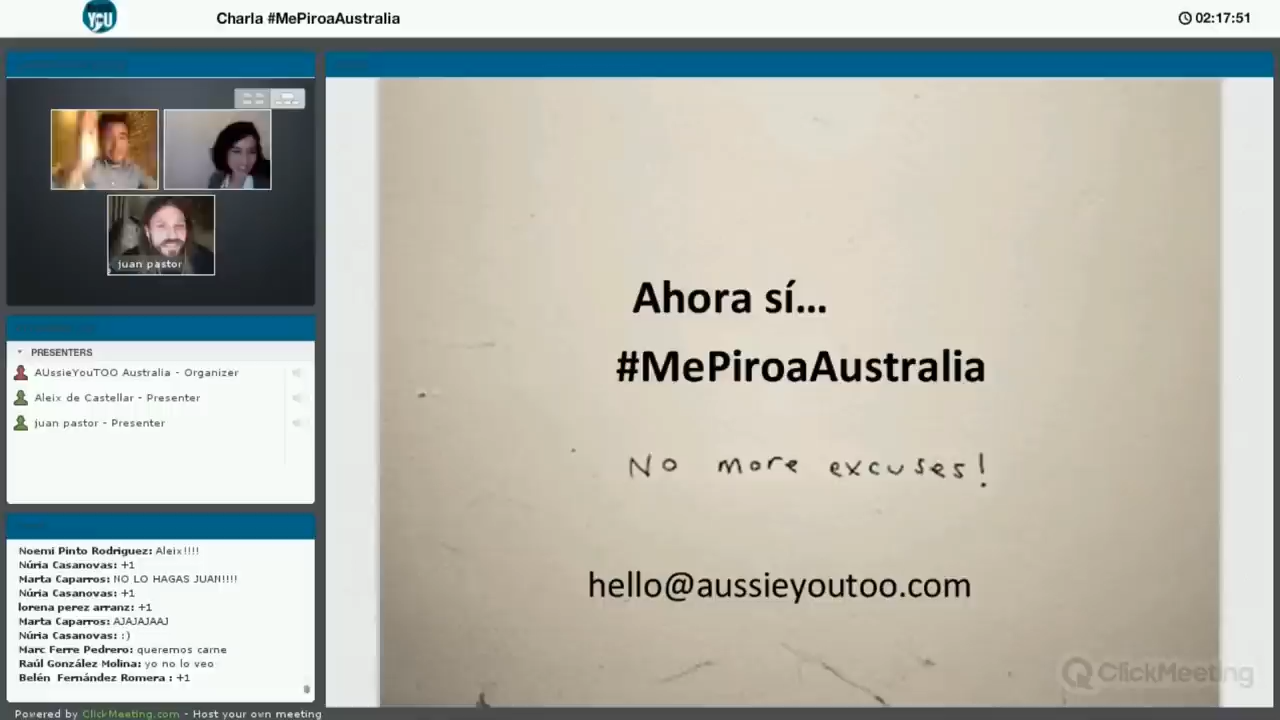 YOU
Charla #MePiroaAustralia
02:17:51
juan pastor
PRESENTERS
AUssieYouTOO Australia - Organizer
Aleix de Castellar - Presenter
juan pastor - Presenter
Noemi Pinto Rodriguez: Aleix!!!!
Núria Casanovas: +1
Marta Caparros: NO LO HAGAS JUAN!!!!
Núria Casanovas: +1
lorena perez arranz: +1
Marta Caparros: AJAJAJAAJ
Núria Casanovas: :)
Marc Ferre Pedrero: queremos carne
Raúl González Molina: yo no lo veo
Belén Fernández Romera : +1
Powered by ClickMeeting.com - Host your own meeting
Ahora sí...
#MePiroaAustralia
No more excuses!
hello@aussieyoutoo.com
ClickMeeting